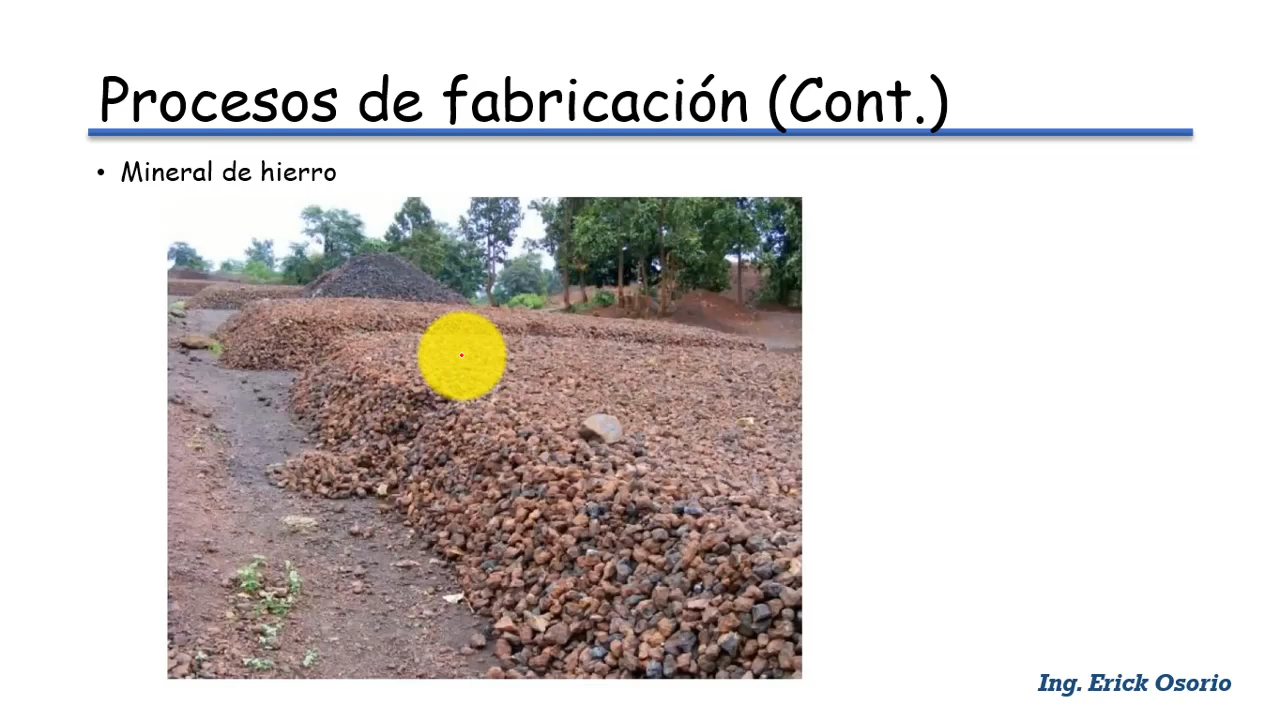 Procesos de fabricación (Cont.)
• Mineral de hierro
Ing. Erick Osorio